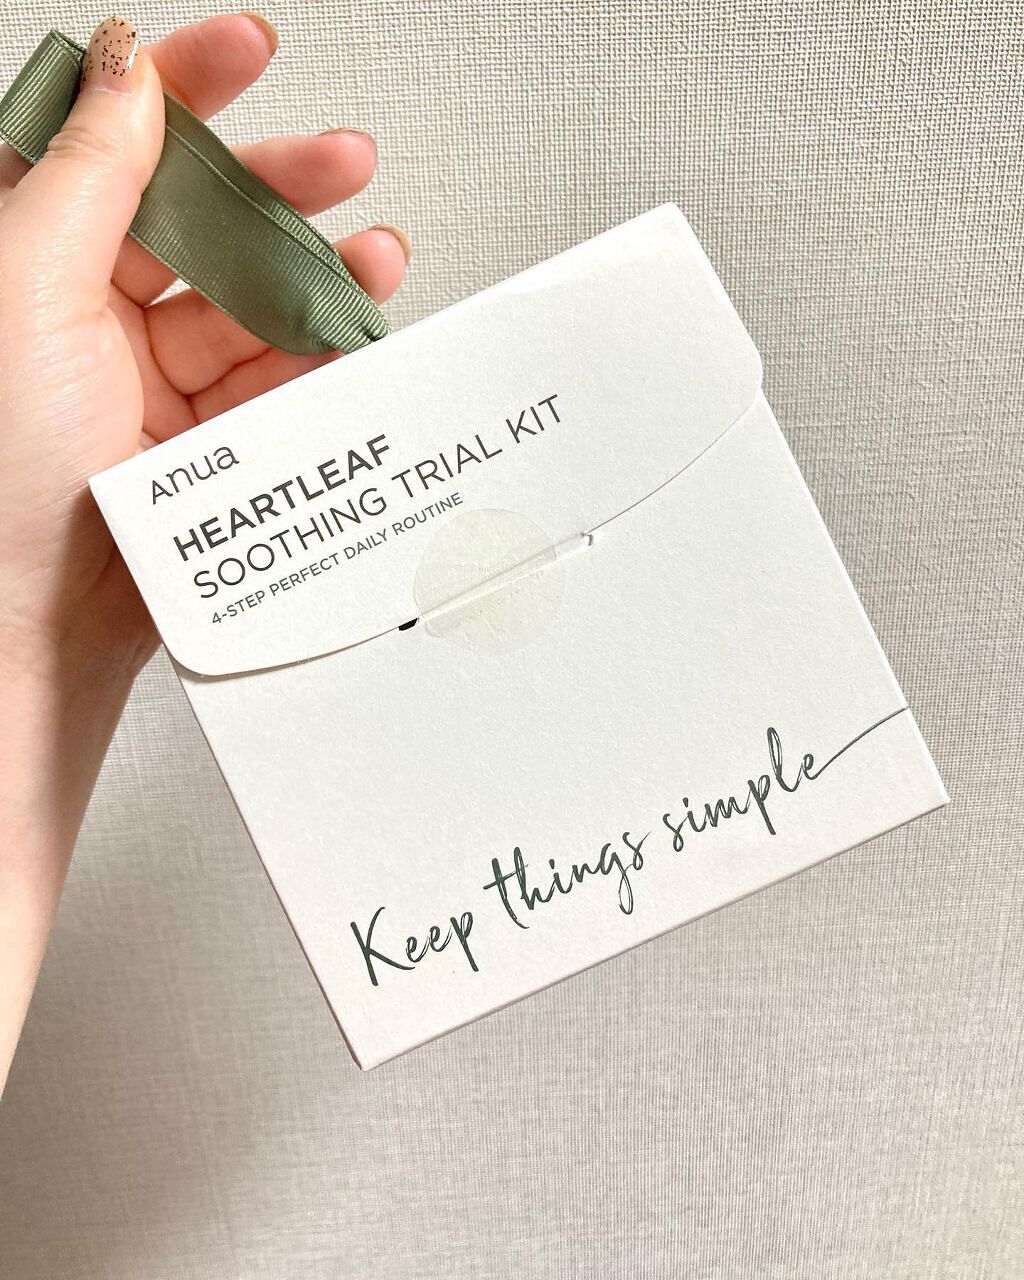 Anua
HEARTLEAF
SOOTHING TRIAL KIT
4-STEP PERFECT DAILY ROUTINE
Keep things simple